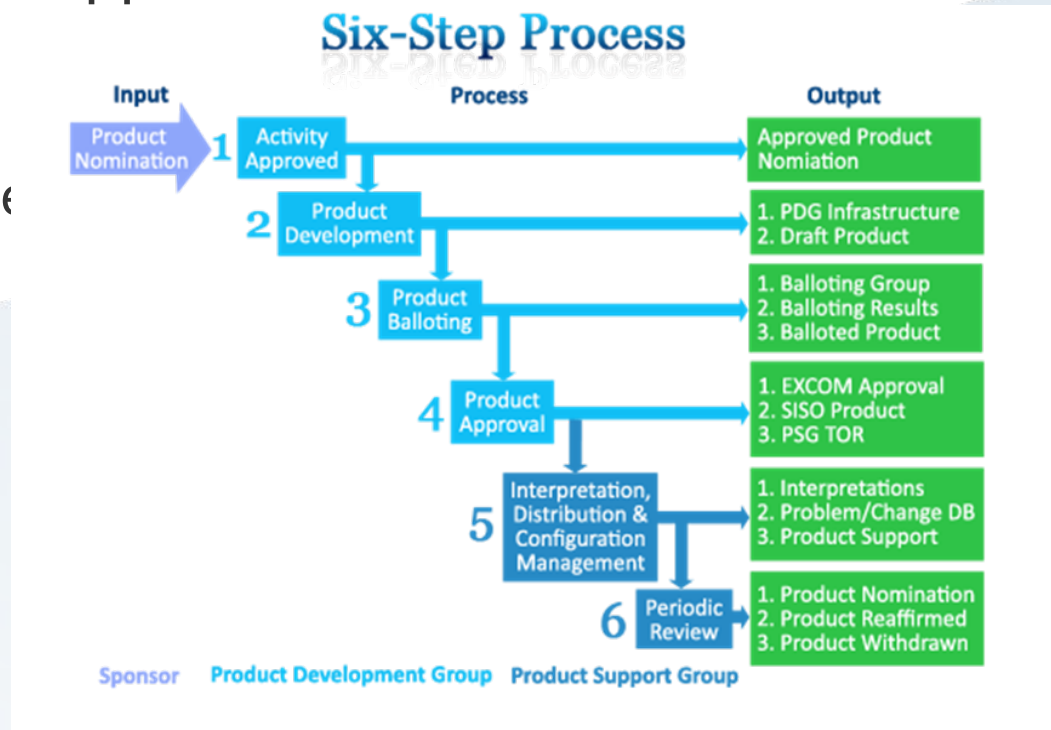 Six-Step Process
Input
Process
Output
Product
Nomination
1
Activity
Approved
Approved Product
Nomiation
2
Product
Development
1. PDG Infrastructure
2. Draft Product
3
Product
Balloting
1. Balloting Group
2. Balloting Results
3. Balloted Product
4
Product
Approval
1. EXCOM Approval
2. SISO Product
3. PSG TOR
5
Interpretation,
Distribution &
Configuration
Management
1. Interpretations
2. Problem/Change DB
3. Product Support
6
Periodic
Review
1. Product Nomination
2. Product Reaffirmed
3. Product Withdrawn
Sponsor
Product Development Group
Product Support Group